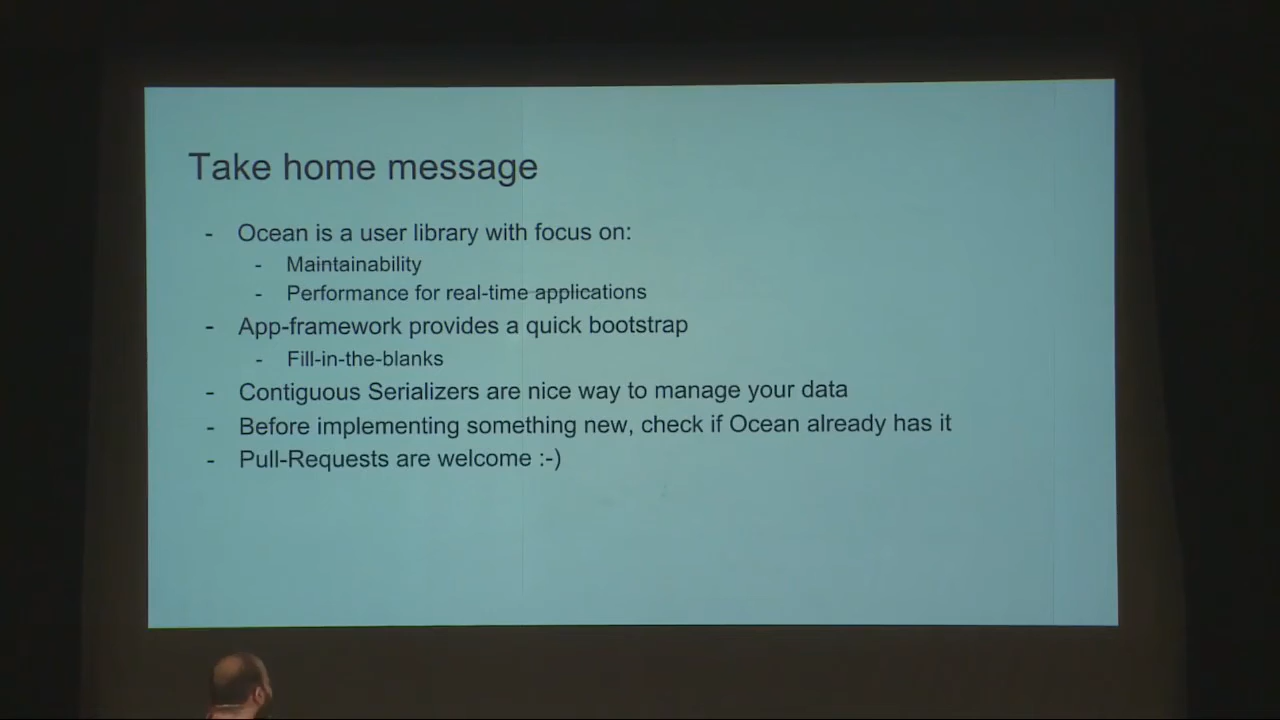 Take home message
- Ocean is a user library with focus on:
- Maintainability
- Performance for real-time applications
- App-framework provides a quick bootstrap
- Fill-in-the-blanks
- Contiguous Serializers are nice way to manage your data
- Before implementing something new, check if Ocean already has it
- Pull-Requests are welcome :-)